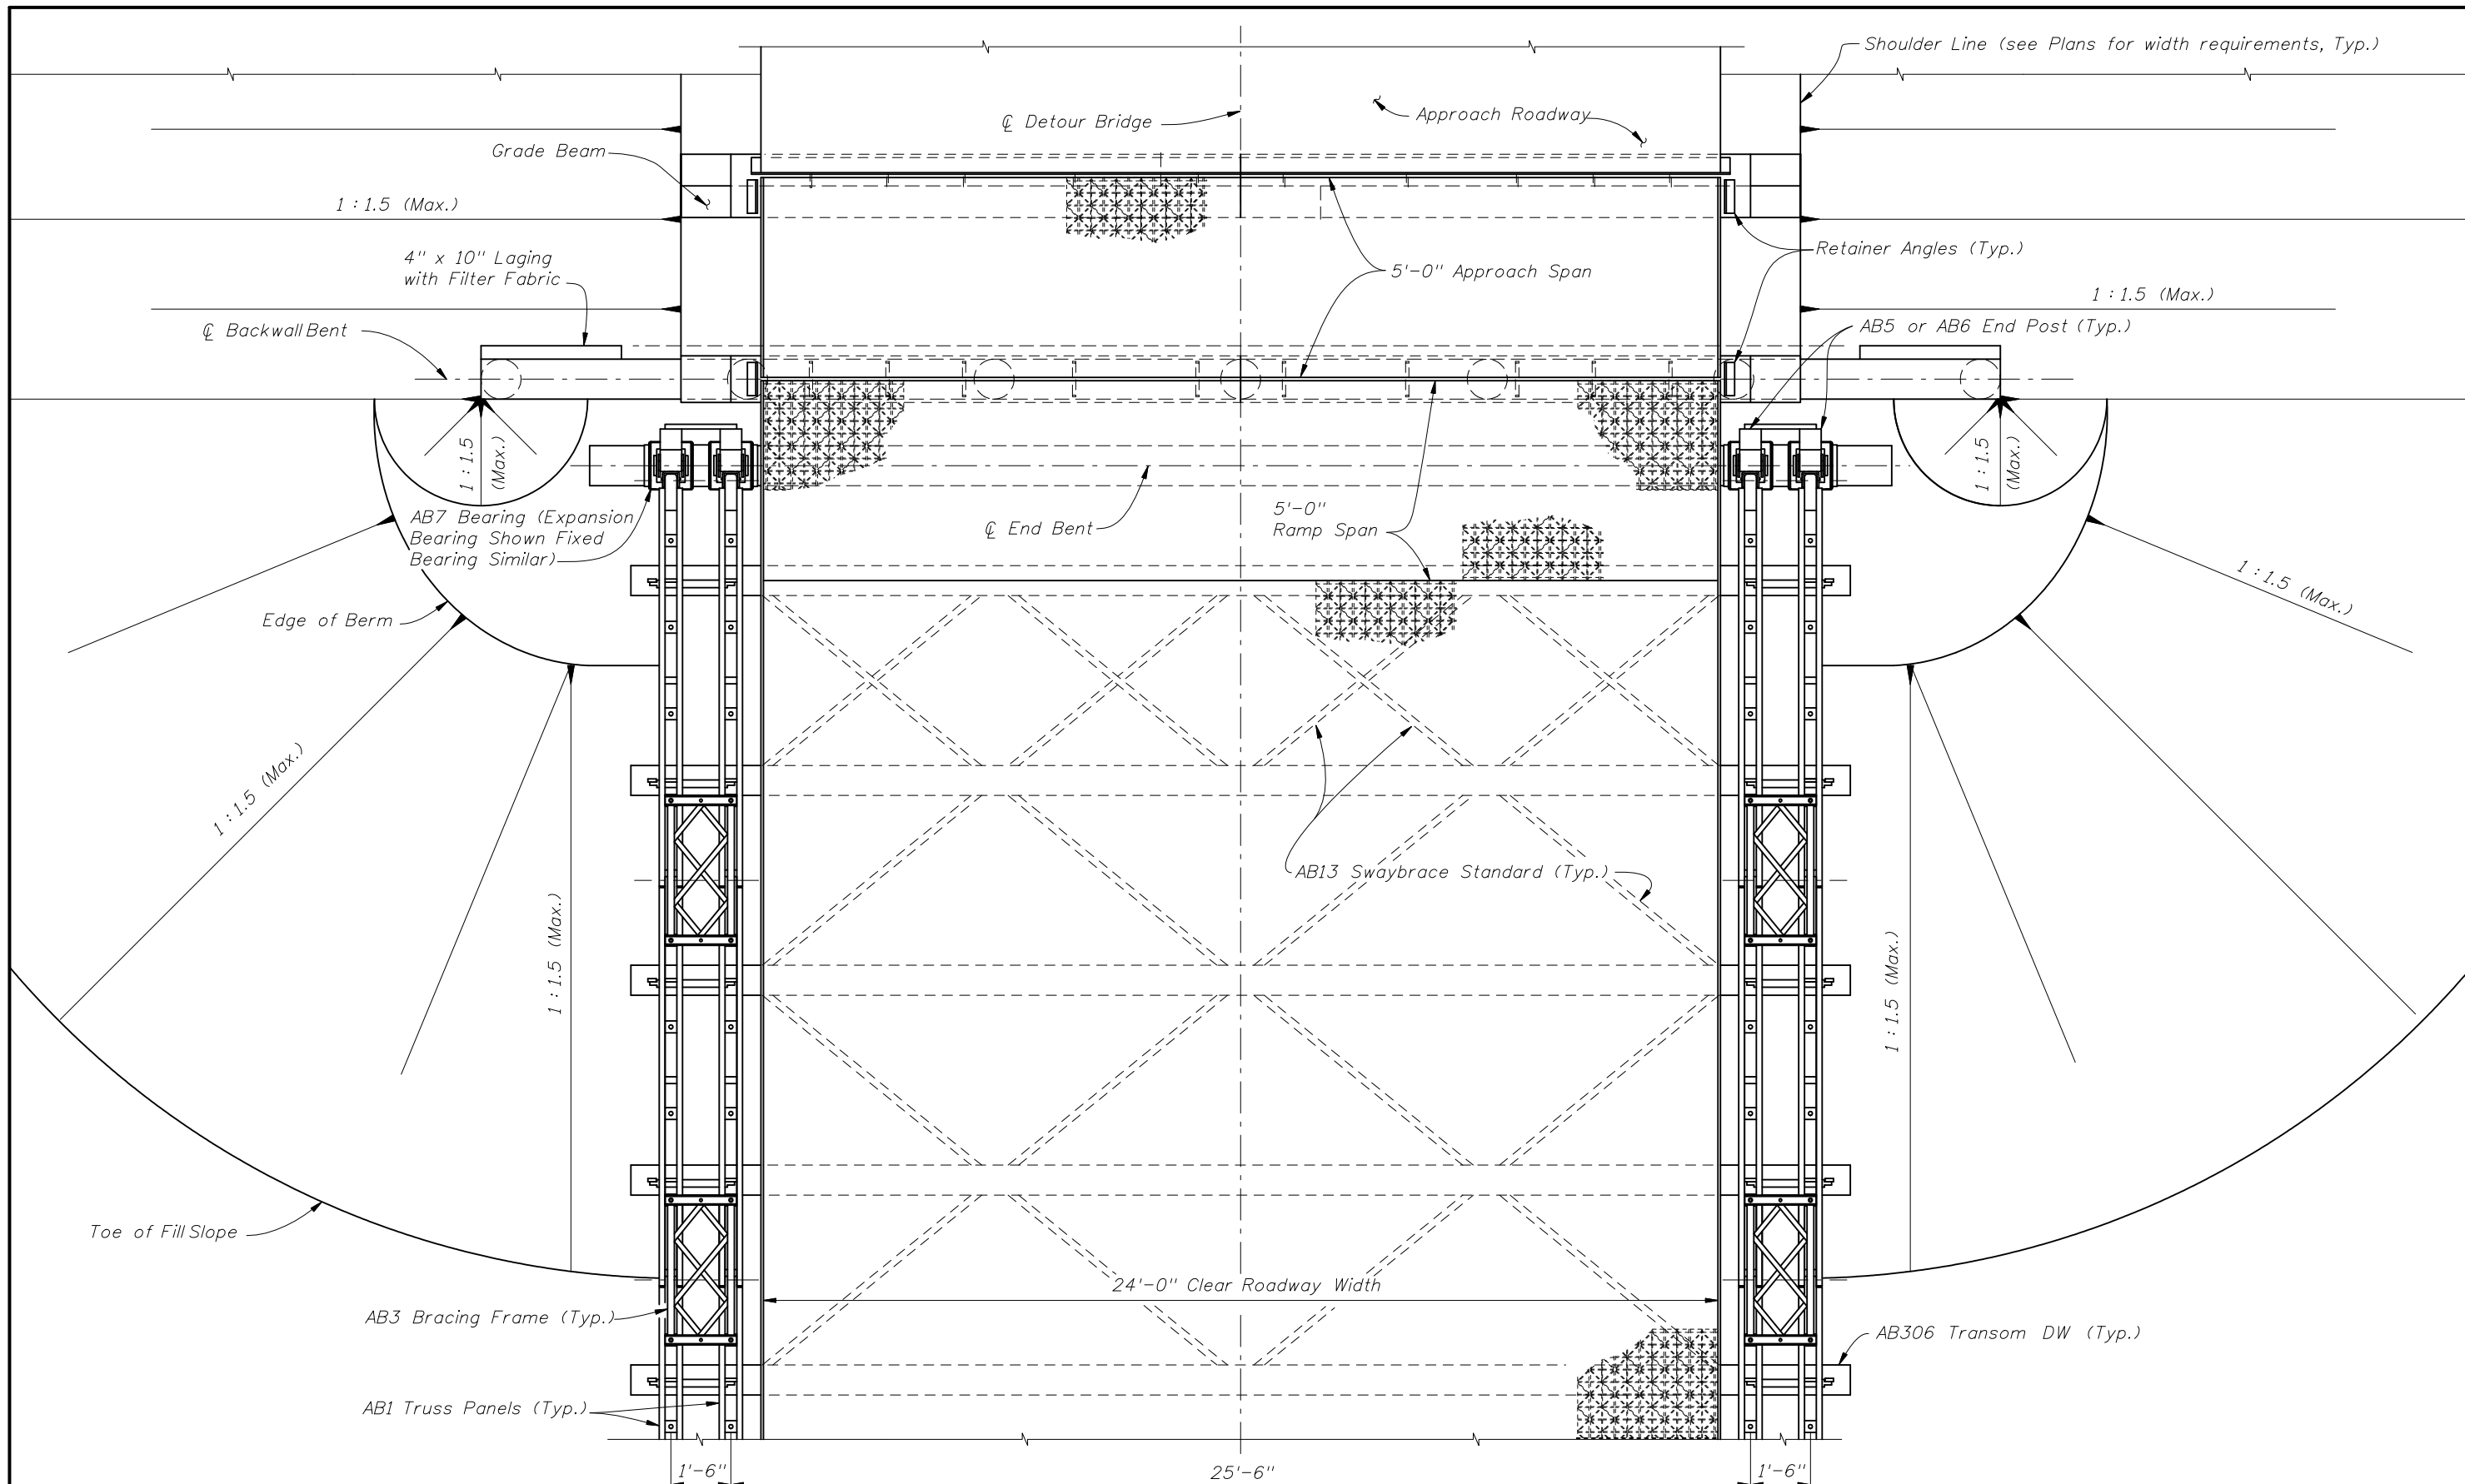 Shoulder Line (see Plans for width requirements, Typ.)
℄ Detour Bridge
Approach Roadway
Grade Beam
1 : 1.5 (Max.)
Retainer Angles (Typ.)
4" x 10" Laging
with Filter Fabric
5'-0" Approach Span
1 : 1.5 (Max.)
℄ Backwall Bent
AB5 or AB6 End Post (Typ.)
1 : 1.5
(Max.)
1 : 1.5
(Max.)
AB7 Bearing (Expansion
Bearing Shown Fixed
Bearing Similar)
℄ End Bent
5'-0"
Ramp Span
1 : 1.5 (Max.)
Edge of Berm
1 : 1.5 (Max.)
AB13 Swaybrace Standard (Typ.)
1 : 1.5 (Max.)
1 : 1.5 (Max.)
Toe of Fill Slope
24'-0" Clear Roadway Width
AB3 Bracing Frame (Typ.)
AB306 Transom DW (Typ.)
AB1 Truss Panels (Typ.)
1'-6"
25'-6"
1'-6"